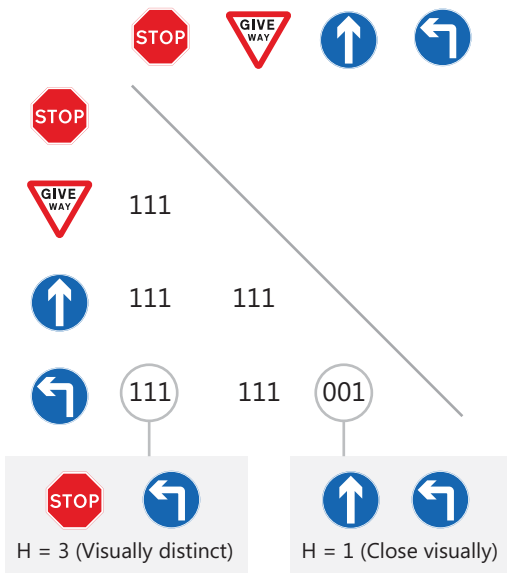 STOP
GIVE
WAY
STOP
GIVE
WAY
111
111 111
111 111 001
STOP
H = 3 (Visually distinct)
H = 1 (Close visually)